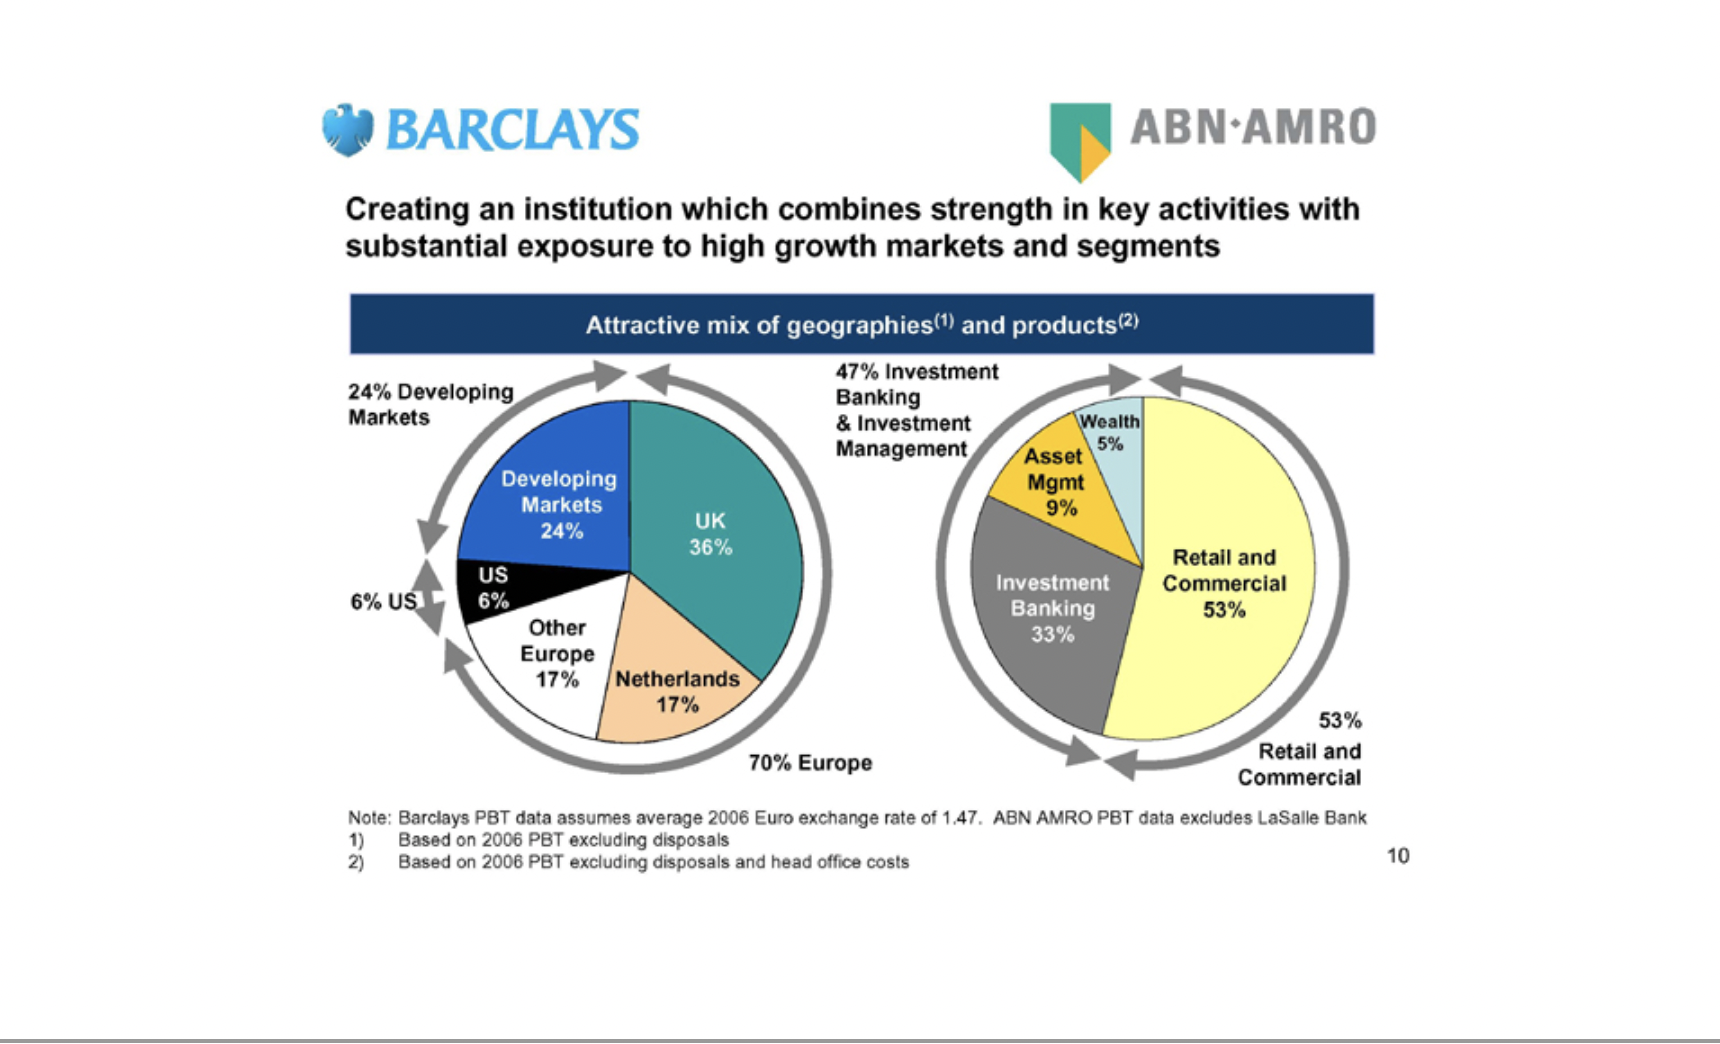 BARCLAYS
ABN·AMRO
Creating an institution which combines strength in key activities with
substantial exposure to high growth markets and segments
Attractive mix of geographies(1) and products(2)
24% Developing
Markets
Developing
Markets
24%
UK
36%
US
6%
6% US
Other
Europe
17%
Netherlands
17%
70% Europe
47% Investment
Banking
& Investment
Management
Wealth
5%
Asset
Mgmt
9%
Retail and
Commercial
53%
Investment
Banking
33%
53%
Retail and
Commercial
Note: Barclays PBT data assumes average 2006 Euro exchange rate of 1.47. ABN AMRO PBT data excludes LaSalle Bank
1) Based on 2006 PBT excluding disposals
2) Based on 2006 PBT excluding disposals and head office costs
10